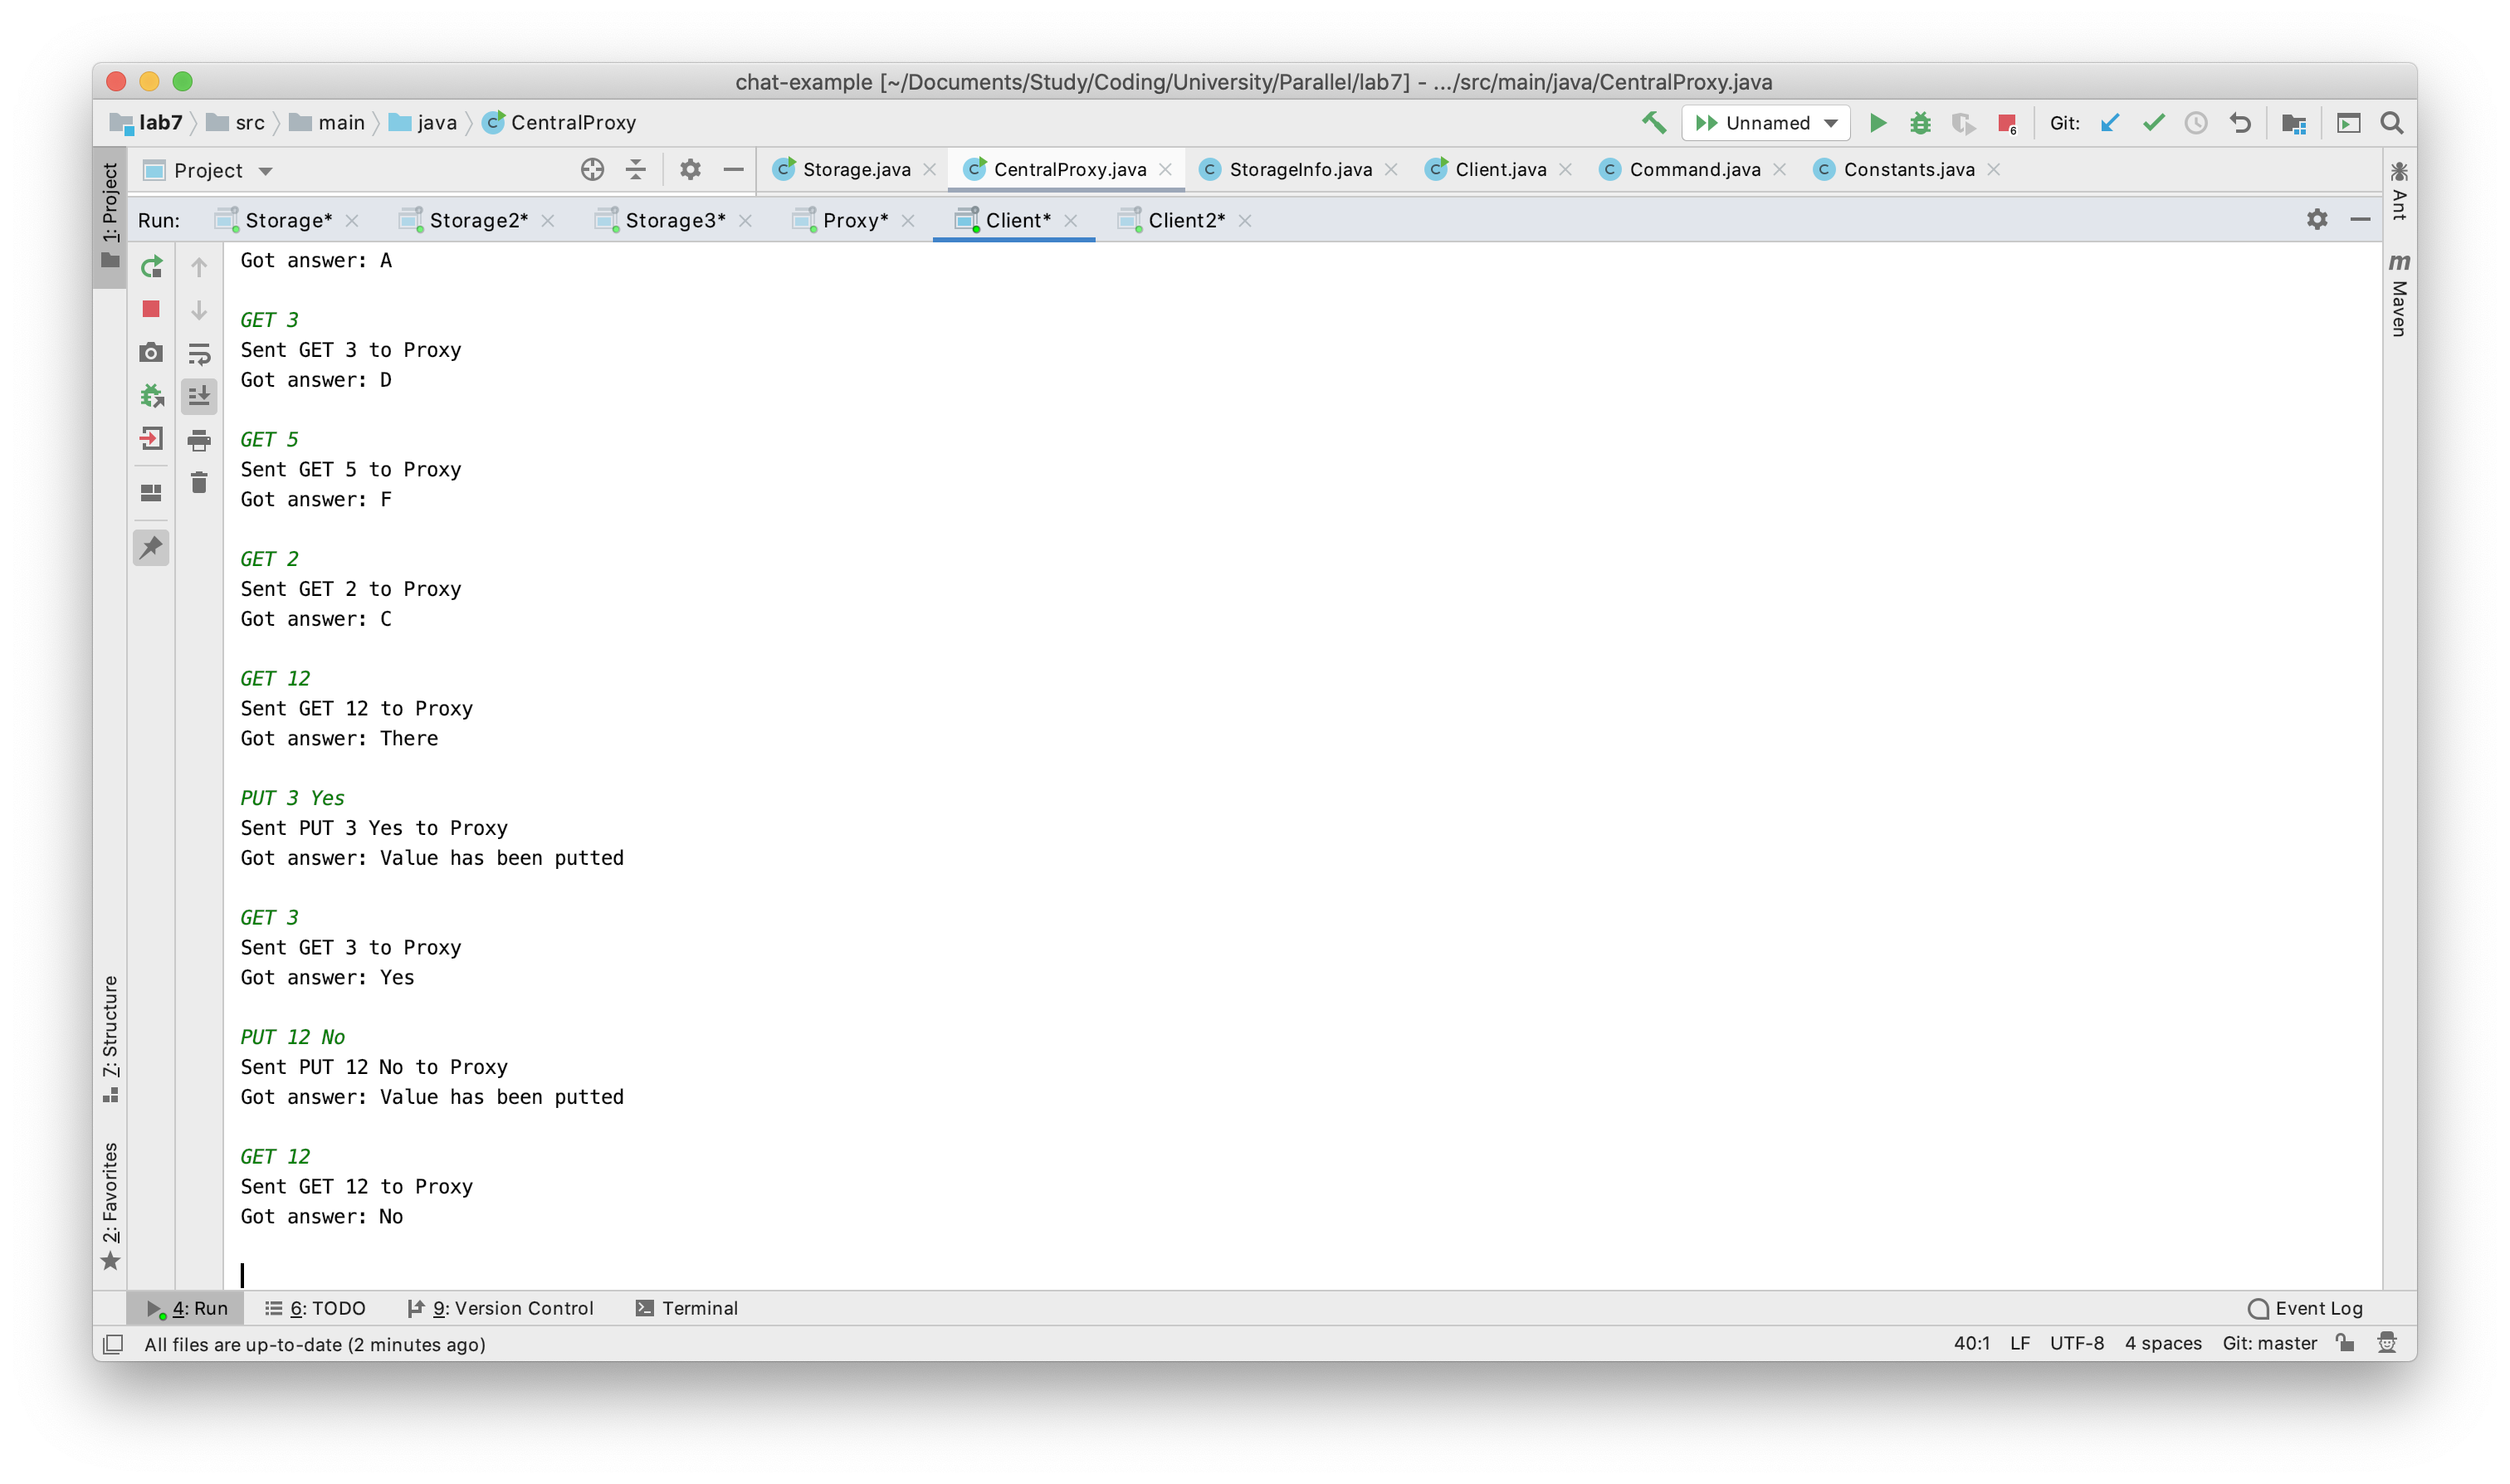 chat-example [~/Documents/Study/Coding/University/Parallel/lab7] - .../src/main/java/CentralProxy.java
lab7 src main java CentralProxy Unnamed 6 Git:
1: Project Project Storage.java CentralProxy.java StorageInfo.java Client.java Command.java Constants.java Ant
Run: Storage* Storage2* Storage3* Proxy* Client* Client2*
m Maven
Got answer: A
GET 3
Sent GET 3 to Proxy
Got answer: D
GET 5
Sent GET 5 to Proxy
Got answer: F
GET 2
Sent GET 2 to Proxy
Got answer: C
GET 12
Sent GET 12 to Proxy
Got answer: There
PUT 3 Yes
Sent PUT 3 Yes to Proxy
Got answer: Value has been putted
GET 3
Sent GET 3 to Proxy
Got answer: Yes
PUT 12 No
Sent PUT 12 No to Proxy
Got answer: Value has been putted
GET 12
Sent GET 12 to Proxy
Got answer: No
7: Structure
2: Favorites
4: Run 6: TODO 9: Version Control Terminal Event Log
All files are up-to-date (2 minutes ago) 40:1 LF UTF-8 4 spaces Git: master